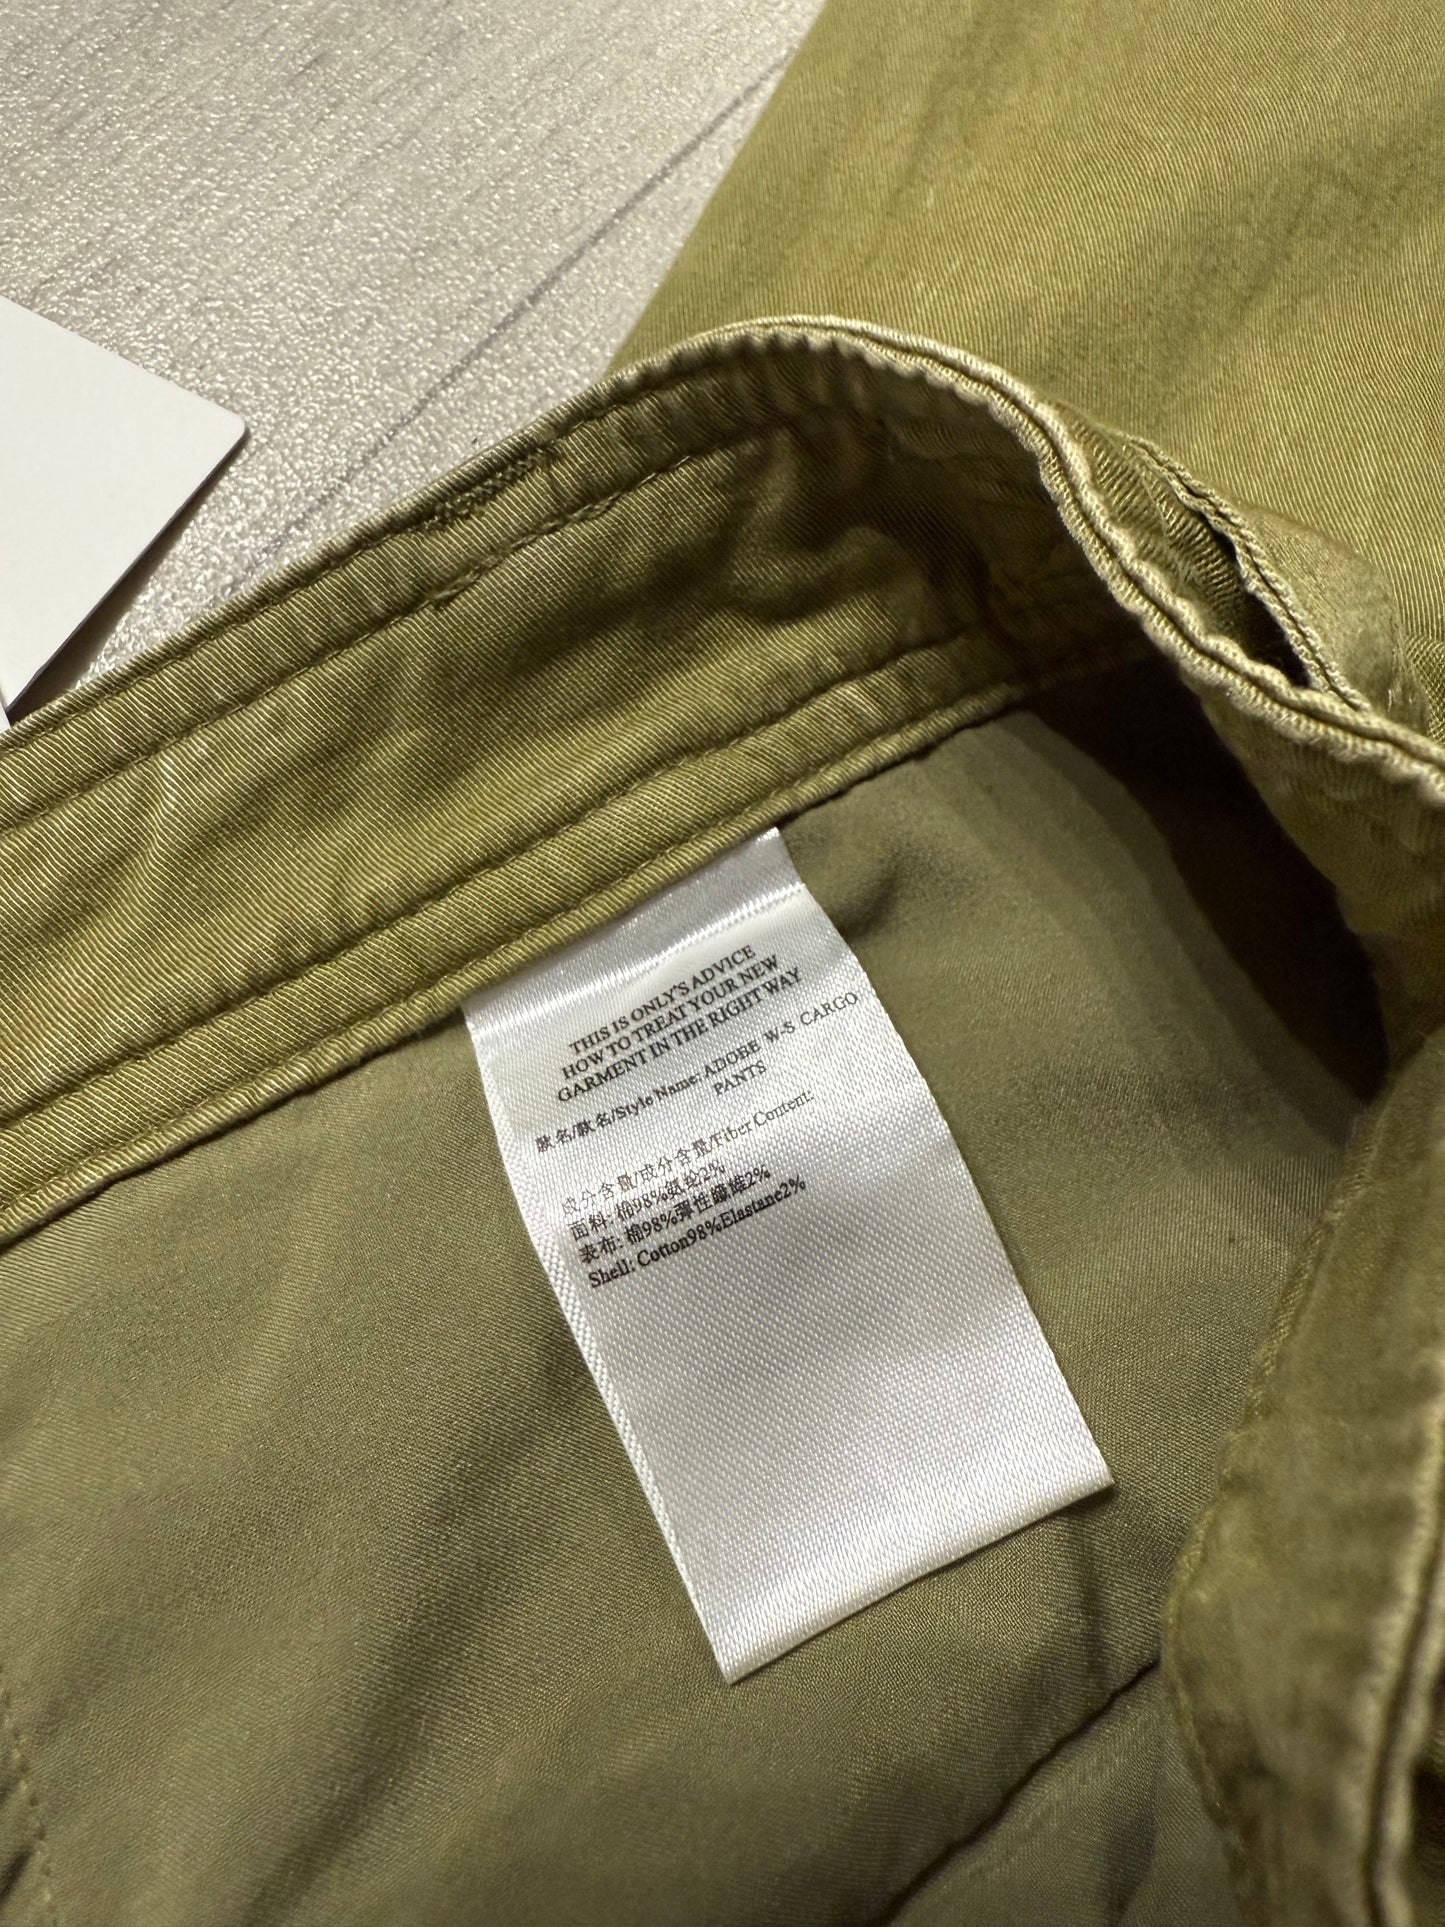 THIS IS ONLY'S ADVICE
HOW TO TREAT YOUR NEW
GARMENT IN THE RIGHT WAY
款名/款名/Style Name: ADOBE W-S CARGO
PANTS
成分含量/成分含量/Fiber Content:
面料: 棉98%氨纶2%
表布: 棉98%彈性纖維2%
Shell: Cotton98%Elastane2%